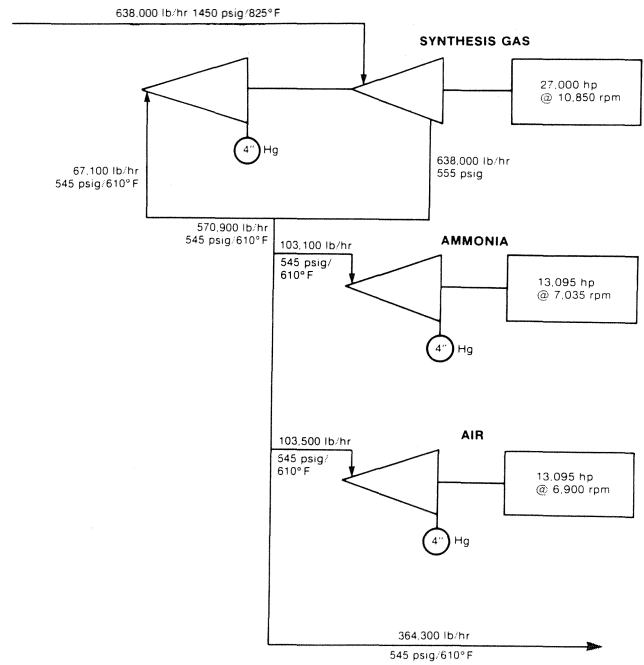 638,000 lb/hr 1450 psig/825°F
SYNTHESIS GAS
27,000 hp
@ 10,850 rpm
4" Hg
67,100 lb/hr
545 psig/610°F
638,000 lb/hr
555 psig
570,900 lb/hr
545 psig/610°F
103,100 lb/hr
545 psig/
610°F
AMMONIA
13,095 hp
@ 7,035 rpm
4" Hg
AIR
103,500 lb/hr
545 psig/
610°F
13,095 hp
@ 6,900 rpm
4" Hg
364,300 lb/hr
545 psig/610°F